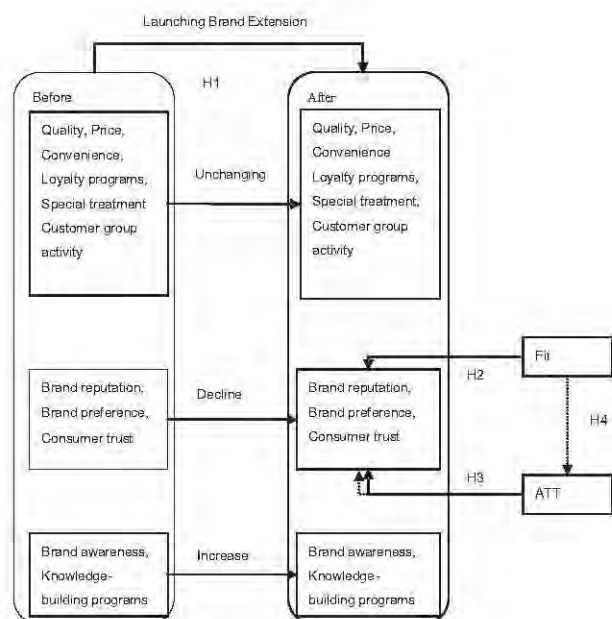 Launching Brand Extension
H1
Before
Quality, Price,
Convenience,
Loyalty programs,
Special treatment
Customer group
activity
Unchanging
After
Quality, Price,
Convenience
Loyalty programs,
Special treatment,
Customer group
activity
Brand reputation,
Brand preference,
Consumer trust
Decline
Brand reputation,
Brand preference,
Consumer trust
H2
Fit
H4
H3
ATT
Brand awareness,
Knowledge-
building programs
Increase
Brand awareness,
Knowledge-
building programs